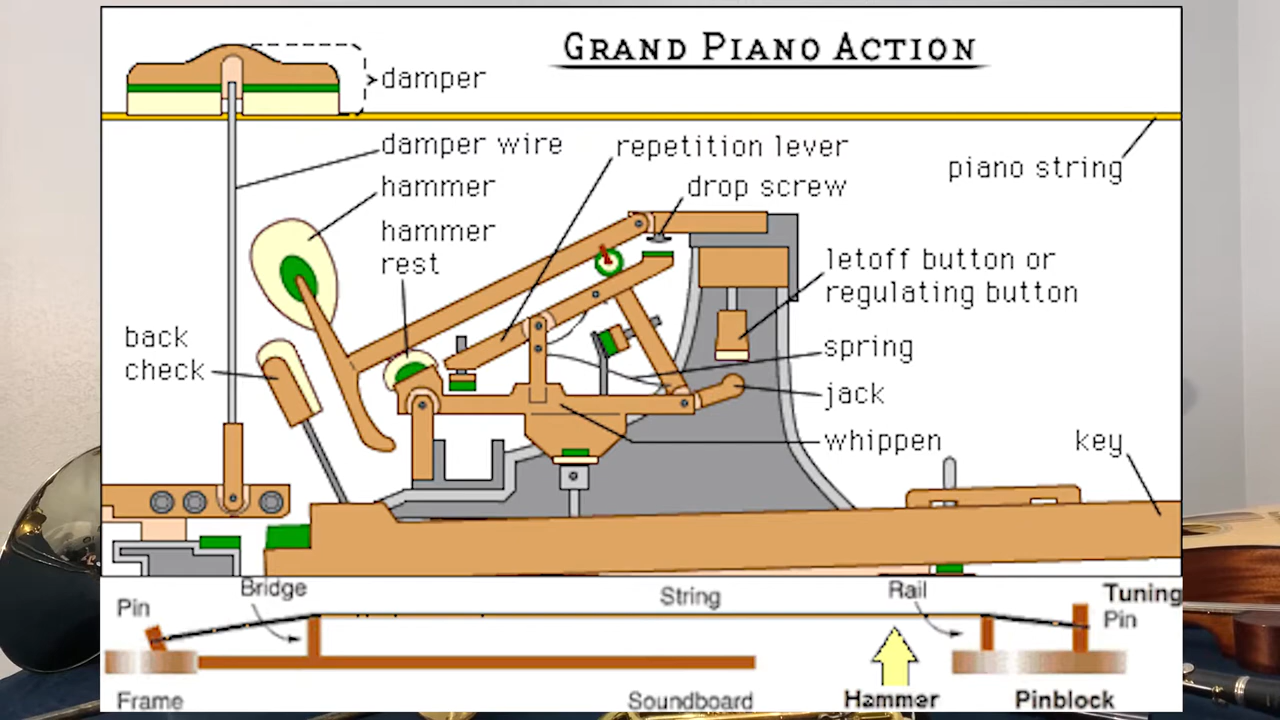 GRAND PIANO ACTION
damper
damper wire
repetition lever
piano string
hammer
drop screw
hammer
rest
letoff button or
regulating button
back
check
spring
jack
whippen
key
Bridge
String
Rail
Tuning
Pin
Pin
Frame
Soundboard
Hammer
Pinblock